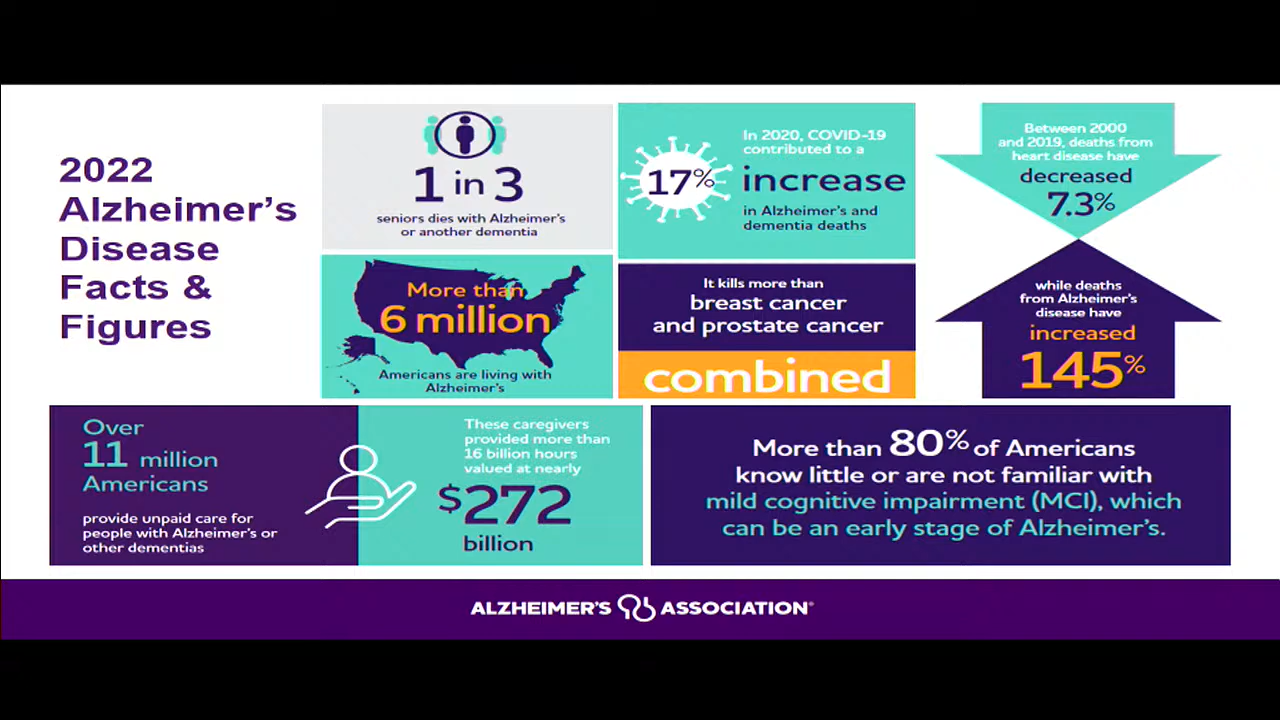 2022
Alzheimer's
Disease
Facts &
Figures
1 in 3
seniors dies with Alzheimer's
or another dementia
In 2020, COVID-19
contributed to a
17% increase
in Alzheimer's and
dementia deaths
Between 2000
and 2019, deaths from
heart disease have
decreased
7.3%
More than
6 million
Americans are living with
Alzheimer's
It kills more than
breast cancer
and prostate cancer
combined
while deaths
from Alzheimer's
disease have
increased
145%
Over
11 million
Americans
provide unpaid care for
people with Alzheimer's or
other dementias
These caregivers
provided more than
16 billion hours
valued at nearly
$272
billion
More than 80% of Americans
know little or are not familiar with
mild cognitive impairment (MCI), which
can be an early stage of Alzheimer's.
ALZHEIMER'S ASSOCIATION®